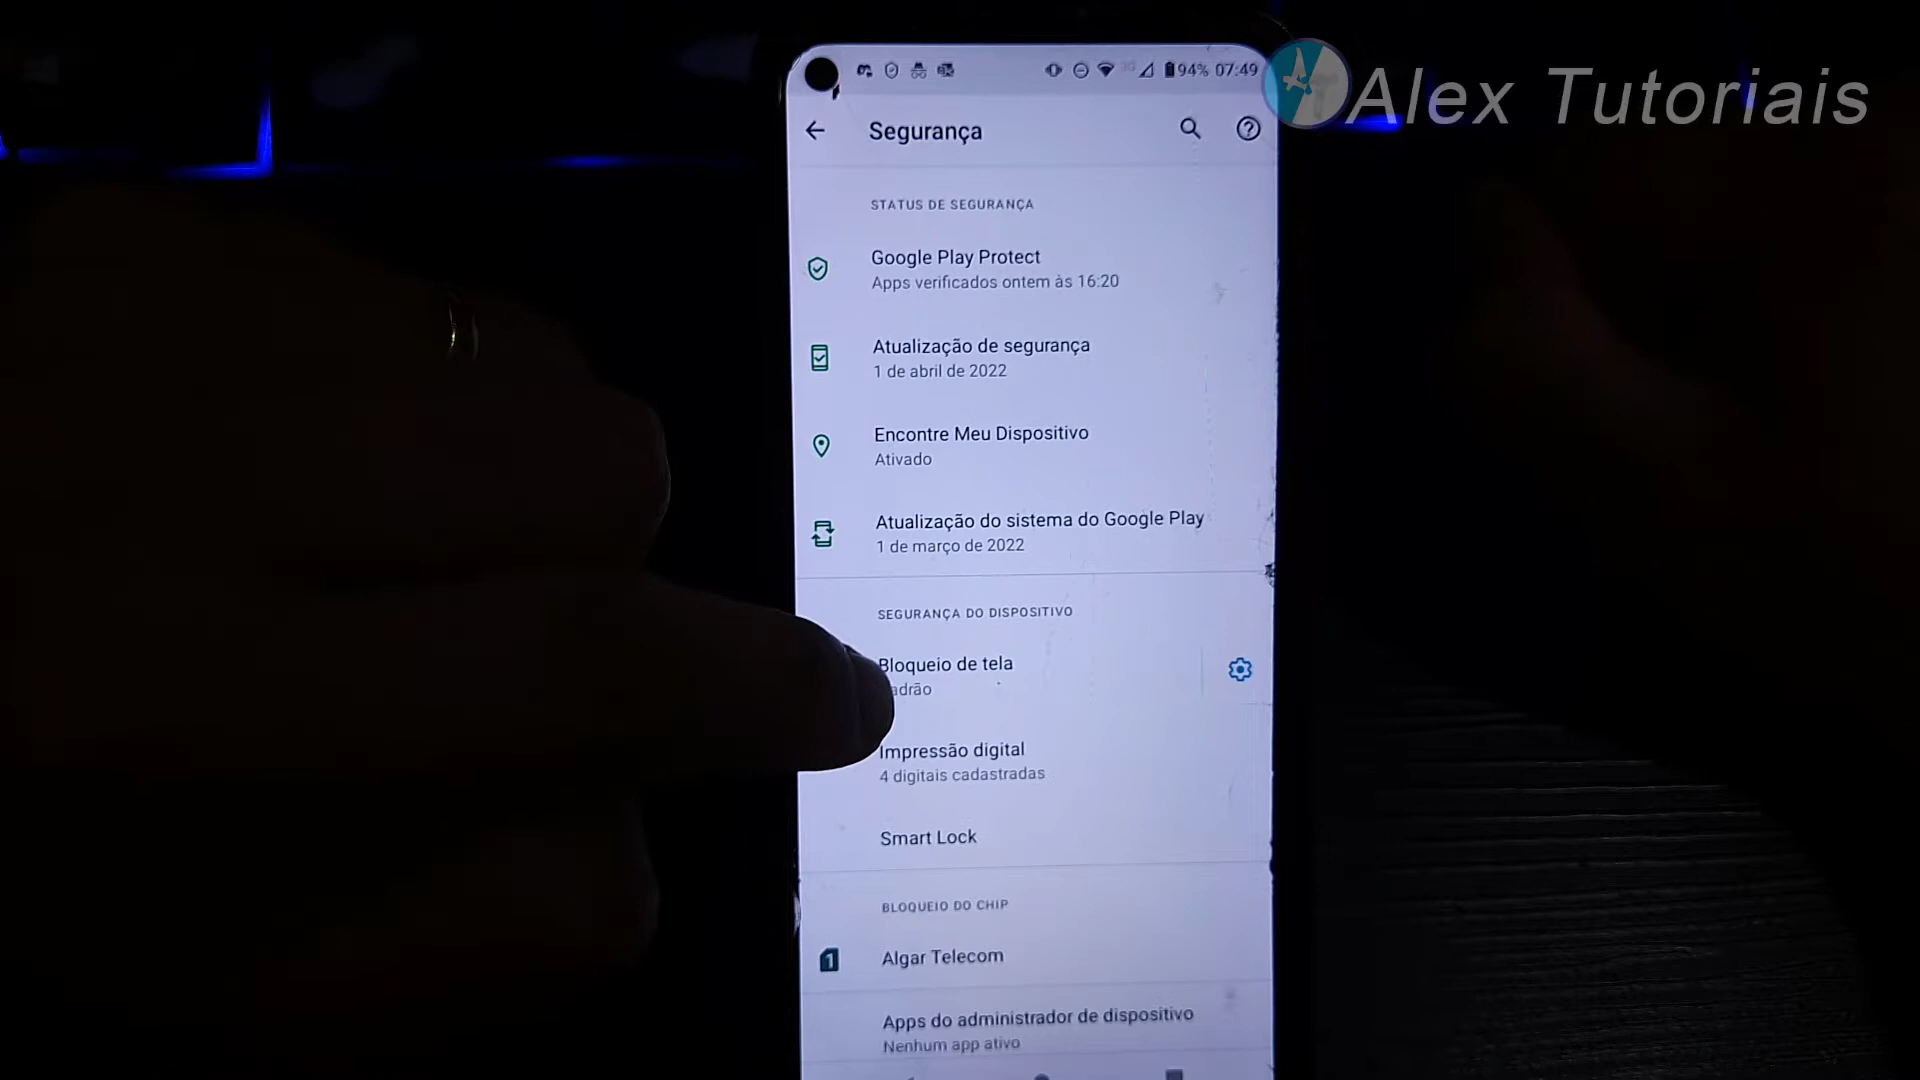 94% 07:49
Alex Tutoriais
Segurança
STATUS DE SEGURANÇA
Google Play Protect
Apps verificados ontem às 16:20
Atualização de segurança
1 de abril de 2022
Encontre Meu Dispositivo
Ativado
Atualização do sistema do Google Play
1 de março de 2022
SEGURANÇA DO DISPOSITIVO
Bloqueio de tela
adrão
Impressão digital
4 digitais cadastradas
Smart Lock
BLOQUEIO DO CHIP
1
Algar Telecom
Apps do administrador de dispositivo
Nenhum app ativo